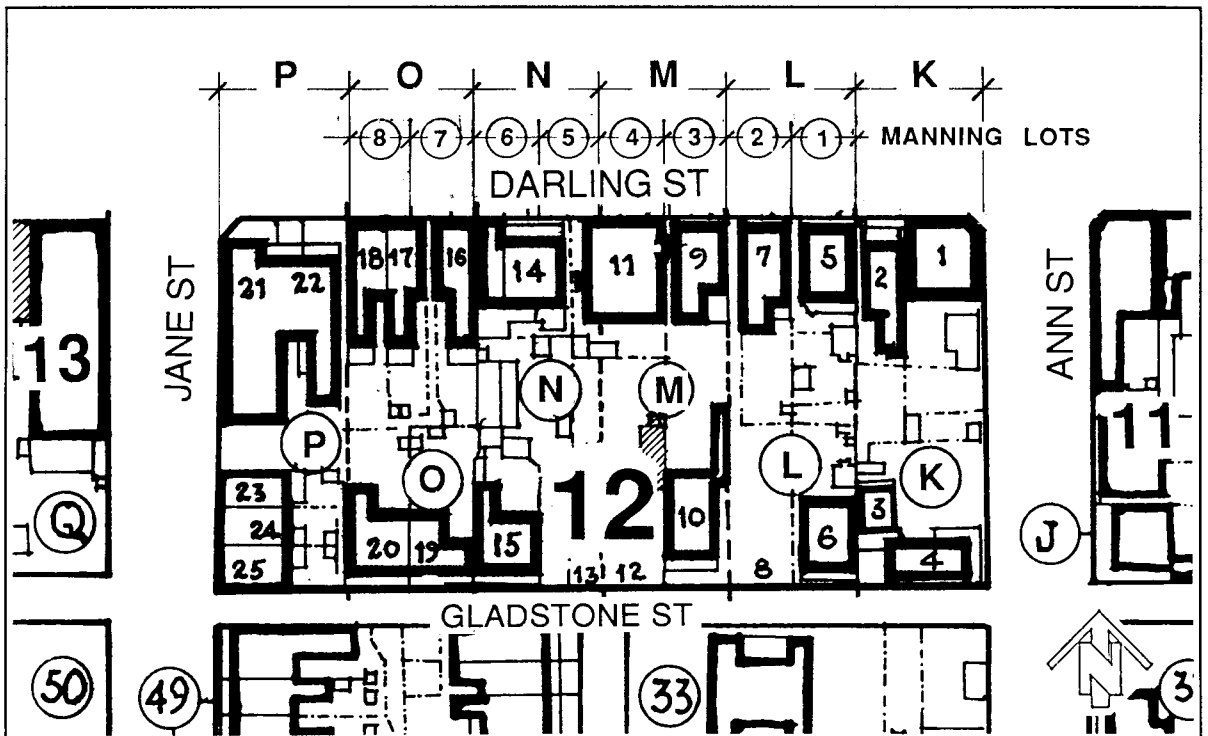 P O N M L K
8 7 6 5 4 3 2 1 MANNING LOTS
DARLING ST
JANE ST
ANN ST
18 17 16 14 11 9 7 5 2 1
21 22
13
N M
11
P
O
L
K
Q
12
23
24
25
20 19
15
10
6
3
4
J
13 12
8
GLADSTONE ST
50
49
33
N